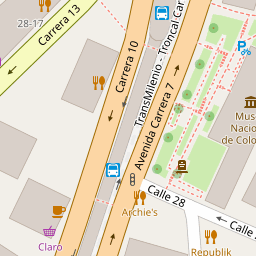 Carrera 13
28-17
Carrera 10
TransMilenio - Troncal Car
Avenida Carrera 7
Mus
Nacio
de Colo
Calle 28
Calle
Archie's
Claro
Republik